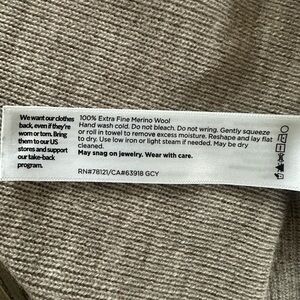 We want our clothes
back, even if they're
worn or torn. Bring
them to our US
stores and support
our take-back
program.
100% Extra Fine Merino Wool
Hand wash cold. Do not bleach. Do not wring. Gently squeeze
or roll in towel to remove excess moisture. Reshape and lay flat
to dry. Use low iron or light steam if needed. May be dry
cleaned.
May snag on jewelry. Wear with care.
RN#78121/CA#63918 GCY